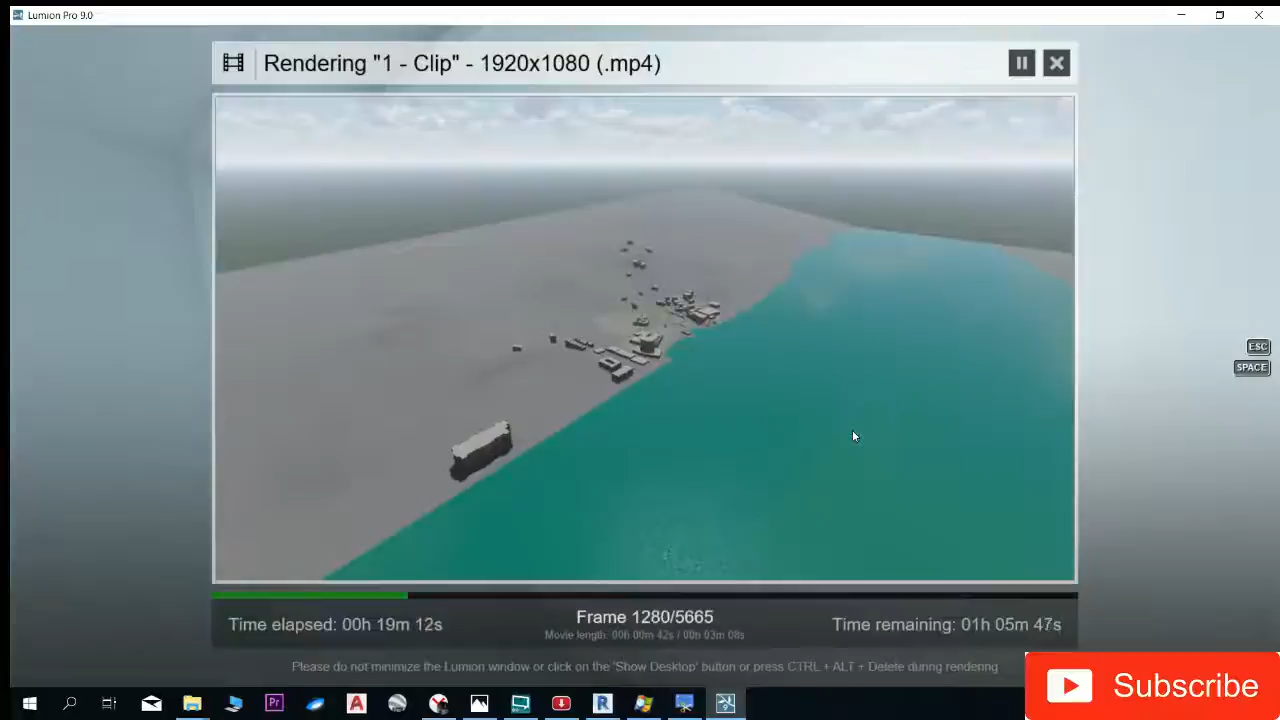 Lumion Pro 9.0
Rendering "1 - Clip" - 1920x1080 (.mp4)
ESC
SPACE
Time elapsed: 00h 19m 12s
Frame 1280/5665
Movie length: 00h 00m 42s / 00h 03m 08s
Time remaining: 01h 05m 47s
Please do not minimize the Lumion window or click on the 'Show Desktop' button or press CTRL + ALT + Delete during rendering
Subscribe
Pr
A
R